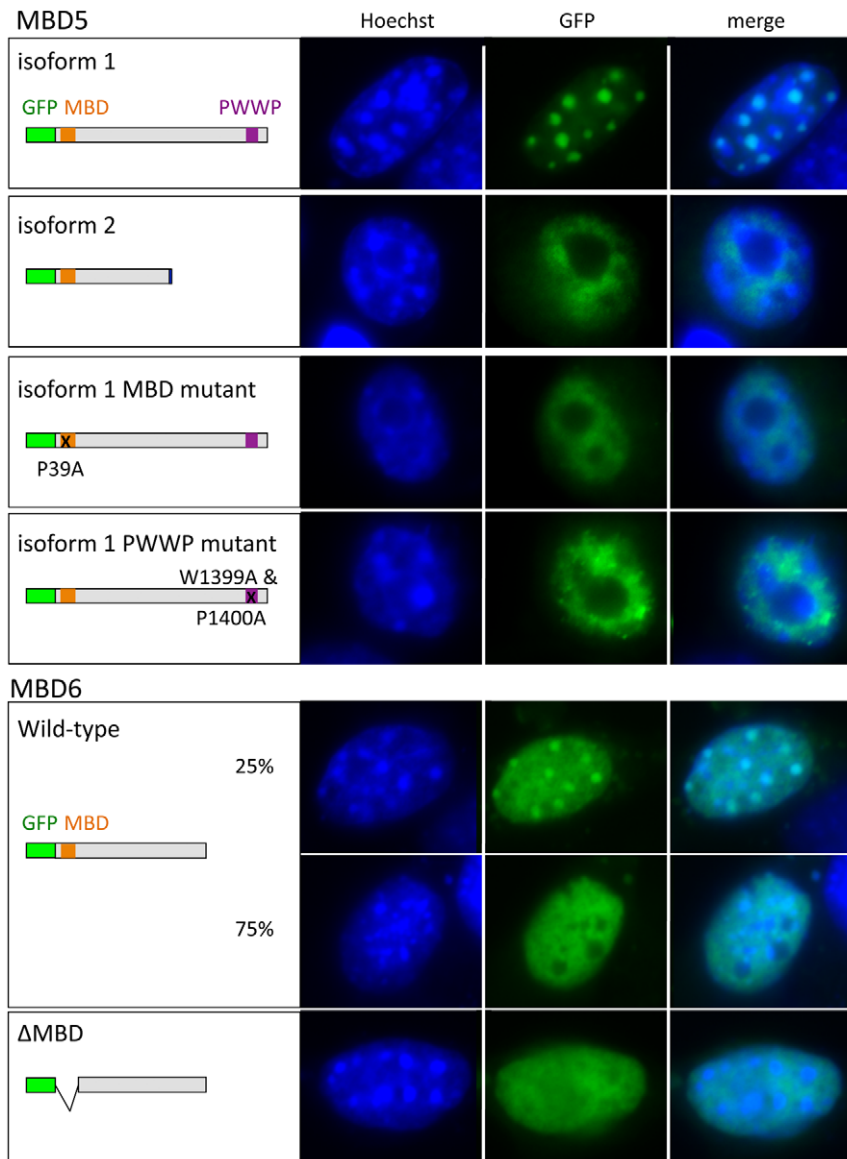 MBD5
Hoechst GFP merge
isoform 1
GFP MBD PWWP
isoform 2
isoform 1 MBD mutant
X
P39A
isoform 1 PWWP mutant
W1399A &
X
P1400A
MBD6
Wild-type
25%
GFP MBD
75%
ΔMBD